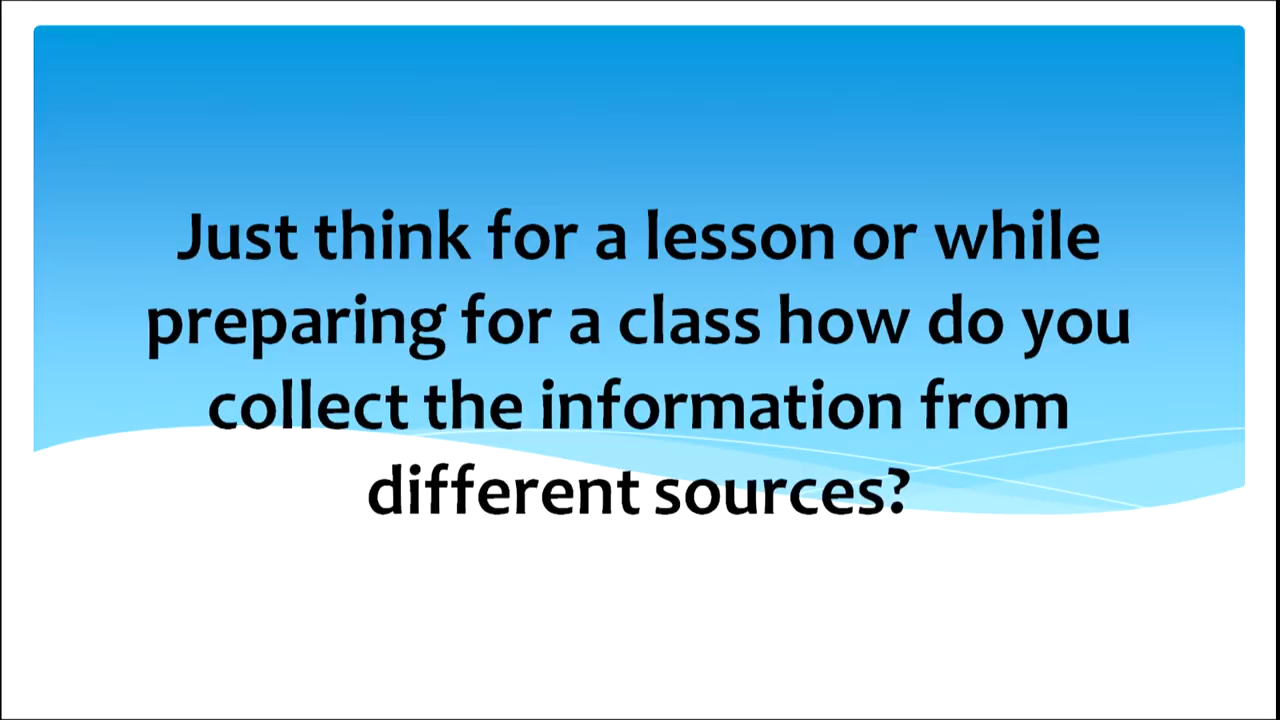 Just think for a lesson or while
preparing for a class how do you
collect the information from
different sources?